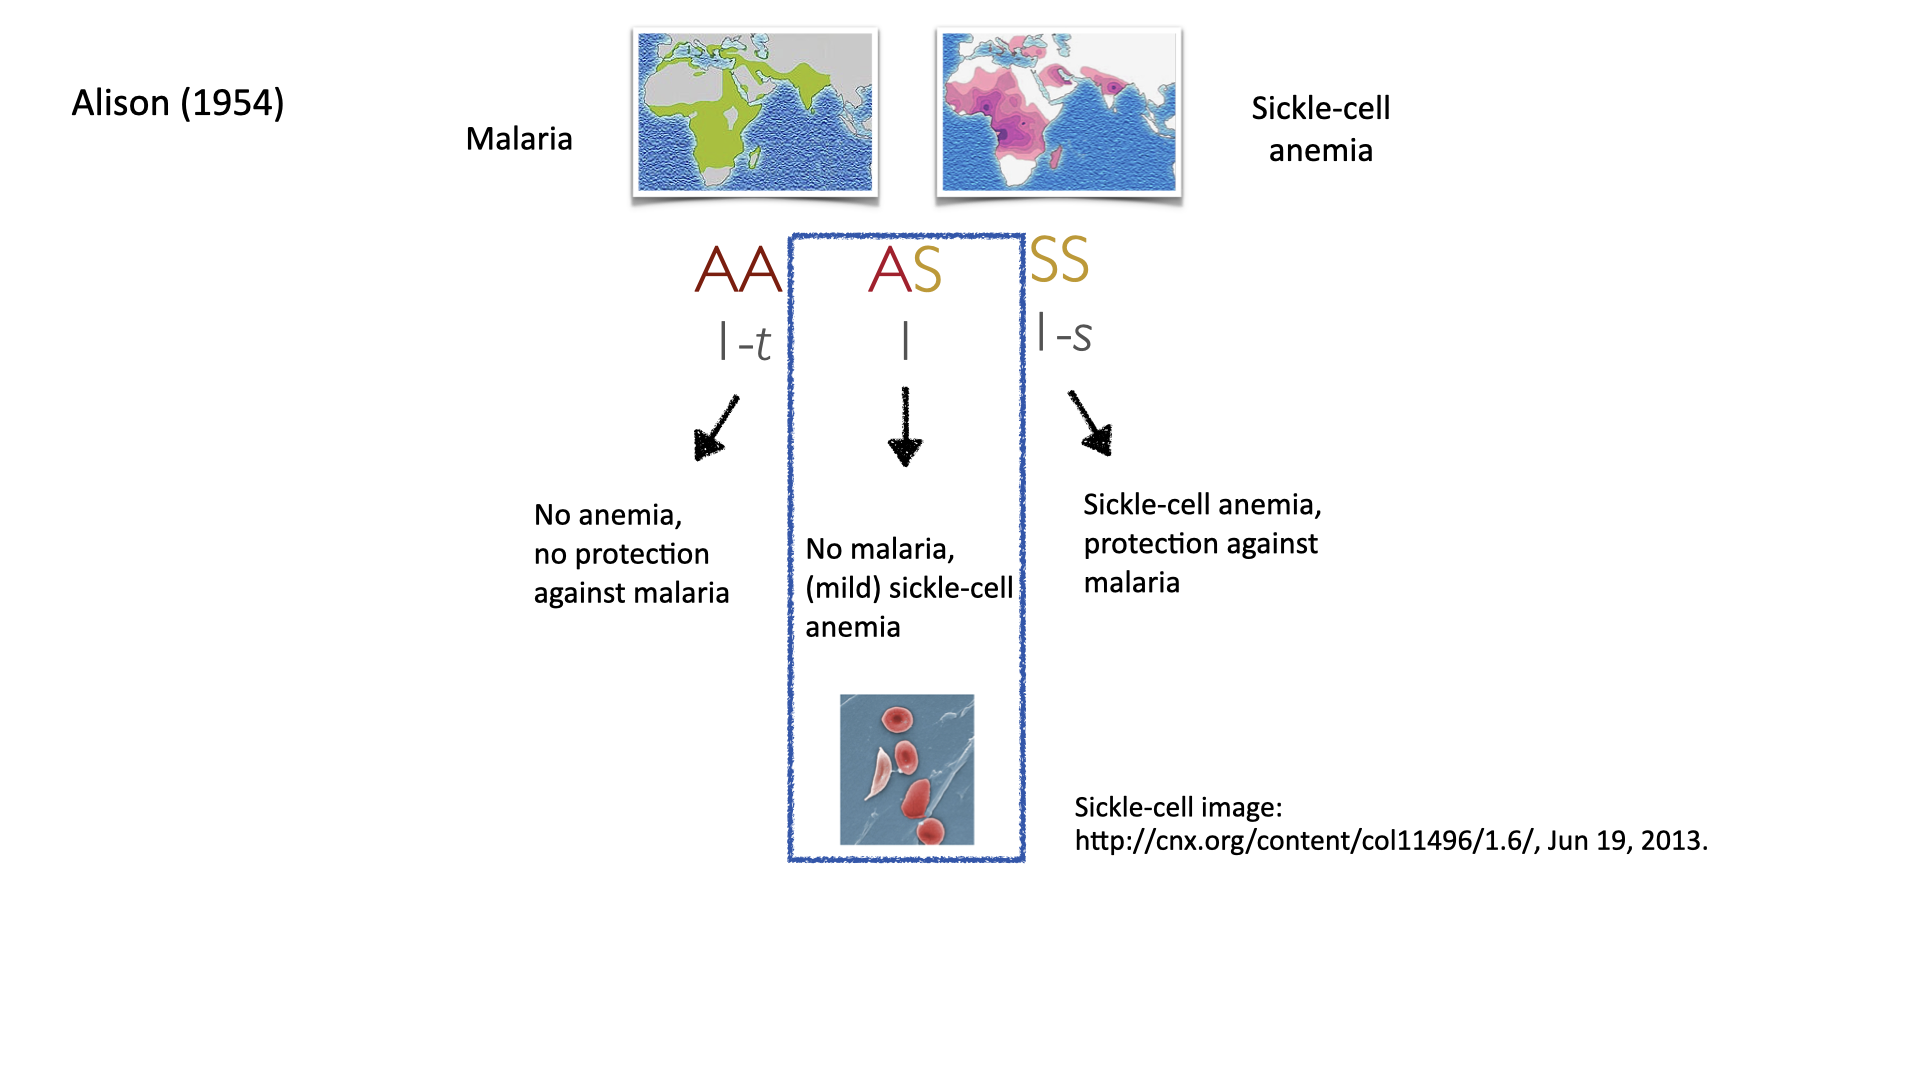 Alison (1954)
Malaria
Sickle-cell
anemia
AA
AS
SS
1-t
1
1-s
No anemia,
no protection
against malaria
No malaria,
(mild) sickle-cell
anemia
Sickle-cell anemia,
protection against
malaria
Sickle-cell image:
http://cnx.org/content/col11496/1.6/, Jun 19, 2013.